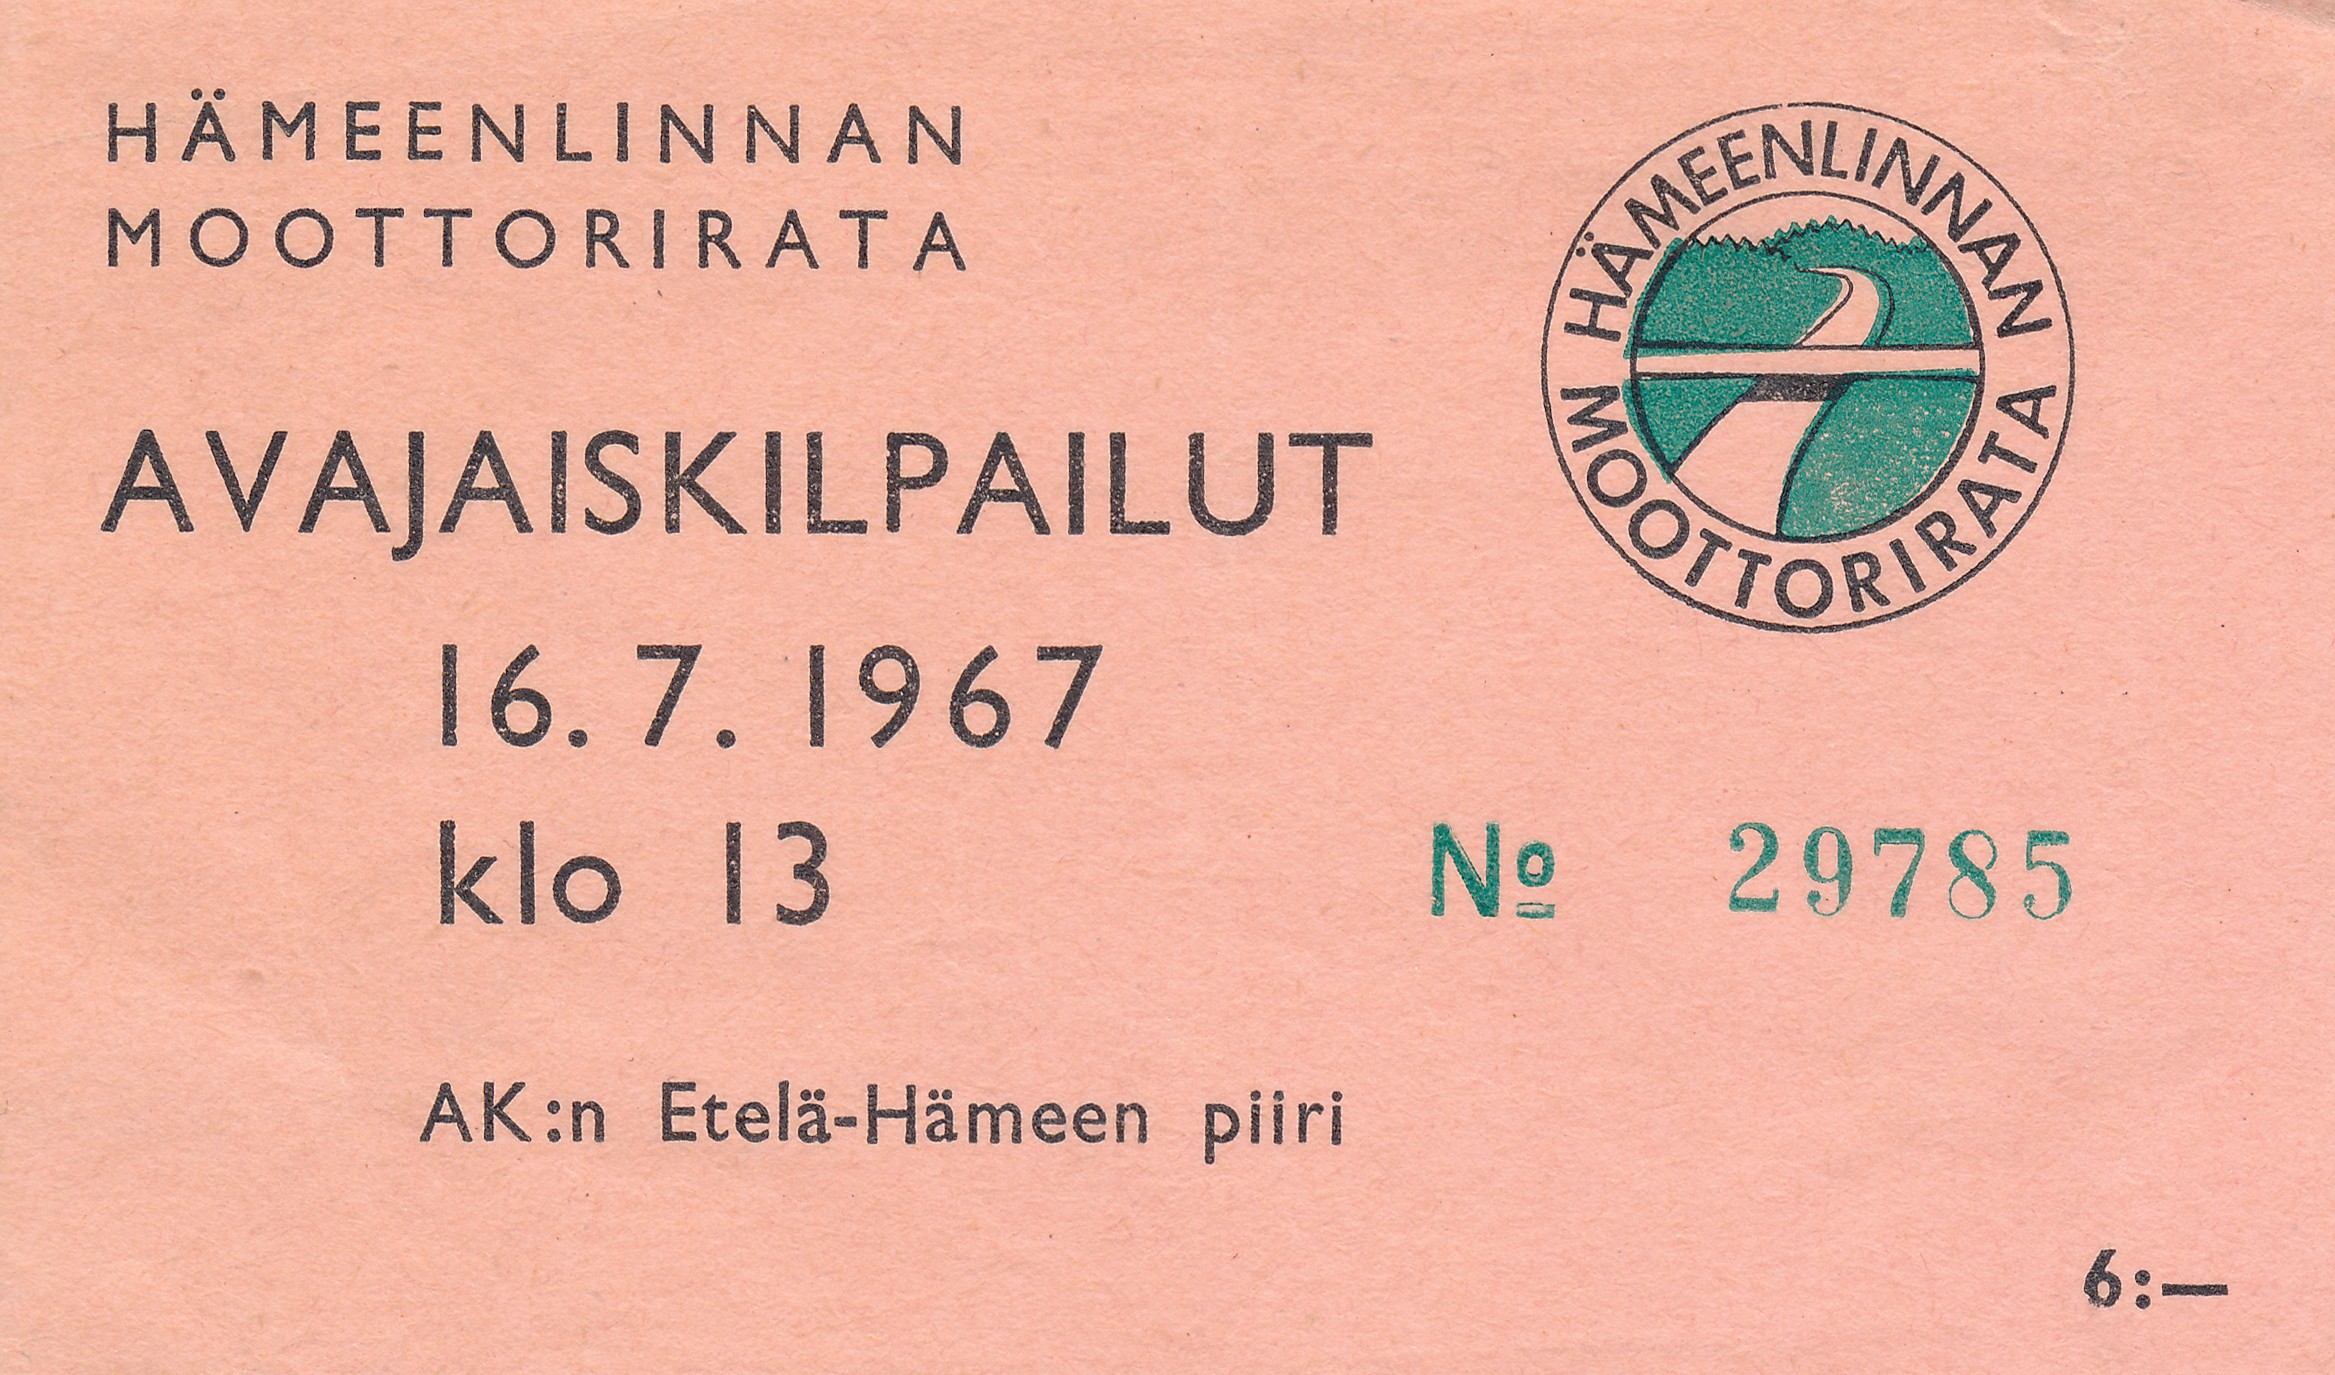 HÄMEENLINNAN
MOOTTORIRATA
HÄMEENLINNAN MOOTTORIRATA
AVAJAISKILPAILUT
16.7.1967
klo 13
Nº 29785
AK:n Etelä-Hämeen piiri
6:—